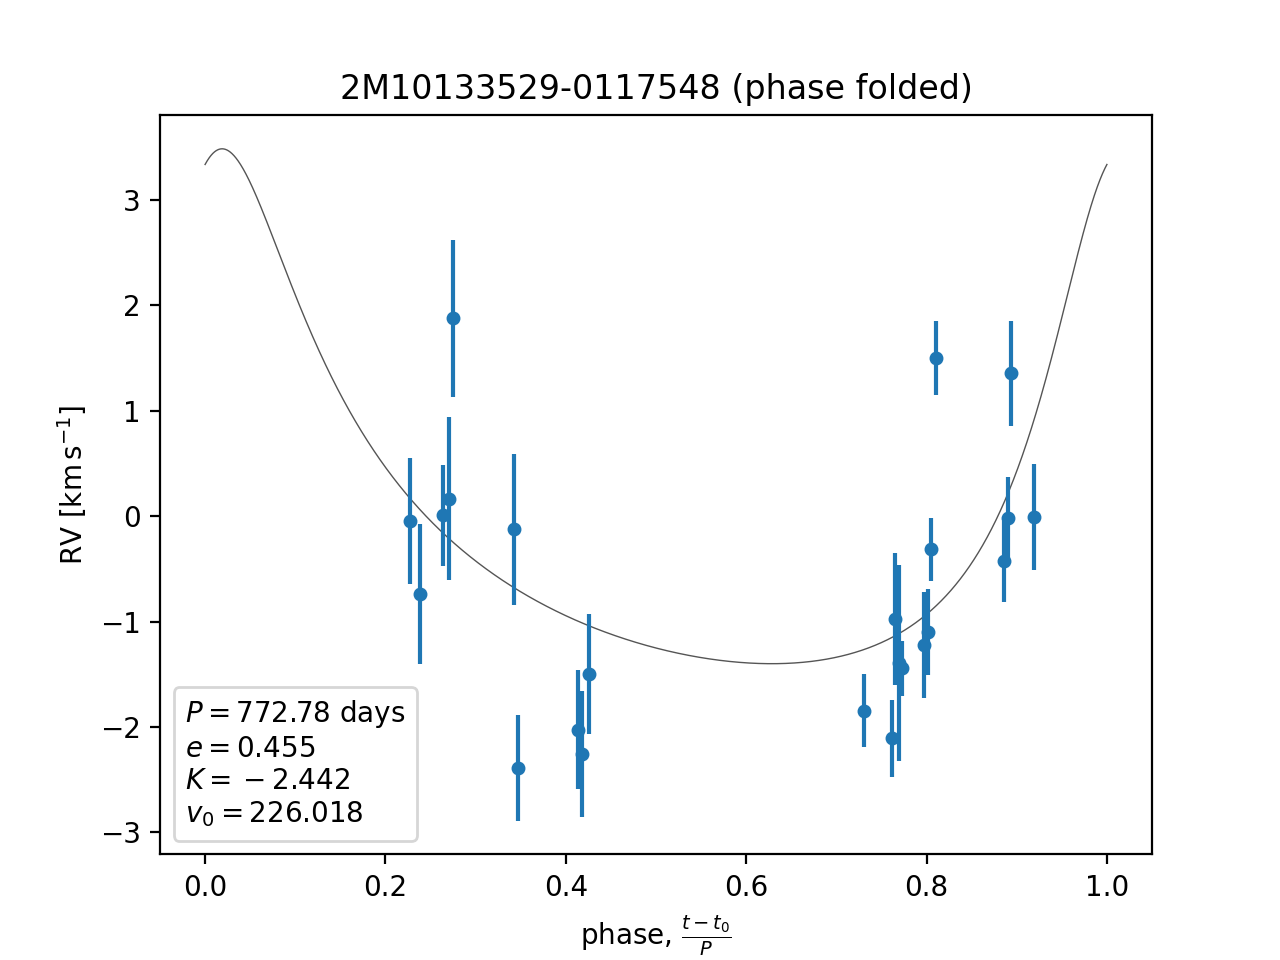 2M10133529-0117548 (phase folded)
RV [km s⁻¹]
3
2
1
0
−1
−2
−3
P = 772.78 days
e = 0.455
K = −2.442
v₀ = 226.018
0.0 0.2 0.4 0.6 0.8 1.0
phase, (t − t₀)/P